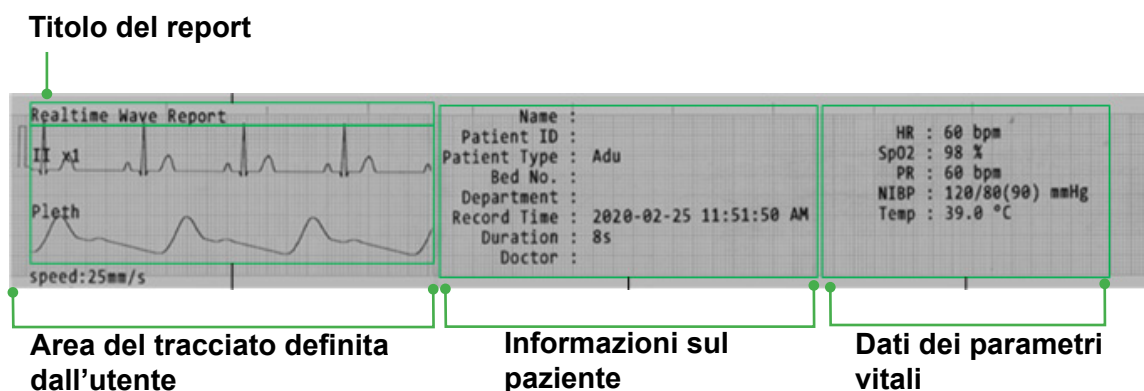 Titolo del report
Realtime Wave Report
II x1
Pleth
speed:25mm/s
Name :
Patient ID :
Patient Type : Adu
Bed No. :
Department :
Record Time : 2020-02-25 11:51:50 AM
Duration : 8s
Doctor :
HR : 60 bpm
SpO2 : 98 %
PR : 60 bpm
NIBP : 120/80(90) mmHg
Temp : 39.0 °C
Area del tracciato definita
dall'utente
Informazioni sul
paziente
Dati dei parametri
vitali